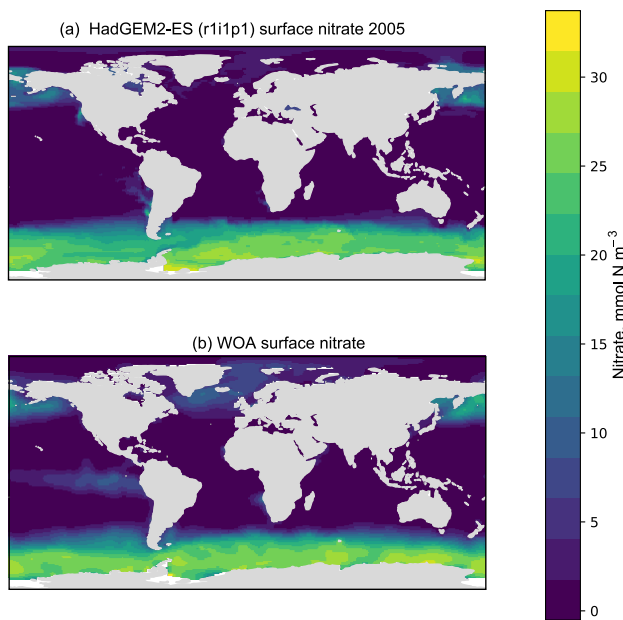 (a) HadGEM2-ES (r1i1p1) surface nitrate 2005
(b) WOA surface nitrate
30
25
20
15
10
5
0
Nitrate, mmol N m⁻³